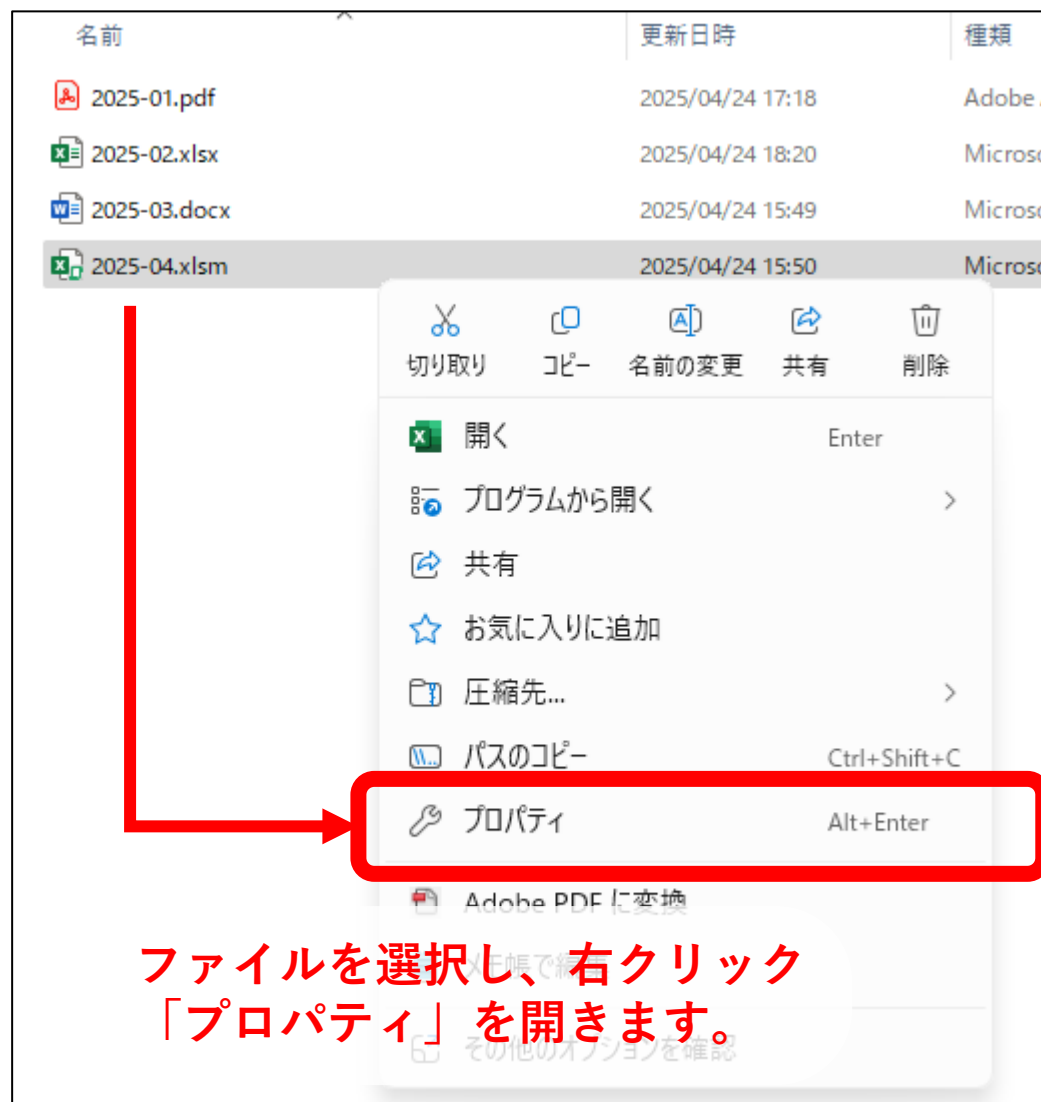 名前 更新日時 種類
2025-01.pdf 2025/04/24 17:18 Adobe
2025-02.xlsx 2025/04/24 18:20 Microso
2025-03.docx 2025/04/24 15:49 Microso
2025-04.xlsm 2025/04/24 15:50 Microso
切り取り コピー 名前の変更 共有 削除
開く Enter
プログラムから開く
共有
お気に入りに追加
圧縮先...
パスのコピー Ctrl+Shift+C
プロパティ Alt+Enter
Adobe PDF に変換
メモ帳で編集
ファイルを選択し、右クリック
「プロパティ」を開きます。
その他のオプションを確認